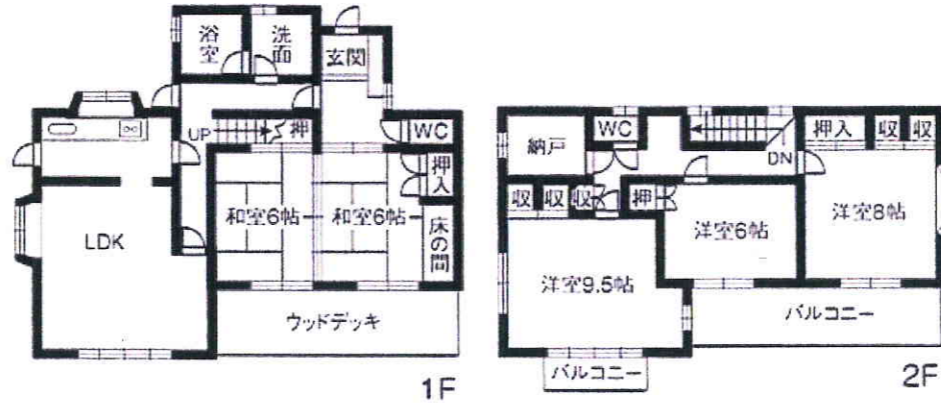 浴室
洗面
玄関
UP
押
WC
押入
和室6帖
和室6帖
床の間
LDK
ウッドデッキ
1F
納戸
WC
DN
押入
収
収
収
収
収
押
洋室6帖
洋室8帖
洋室9.5帖
バルコニー
バルコニー
2F